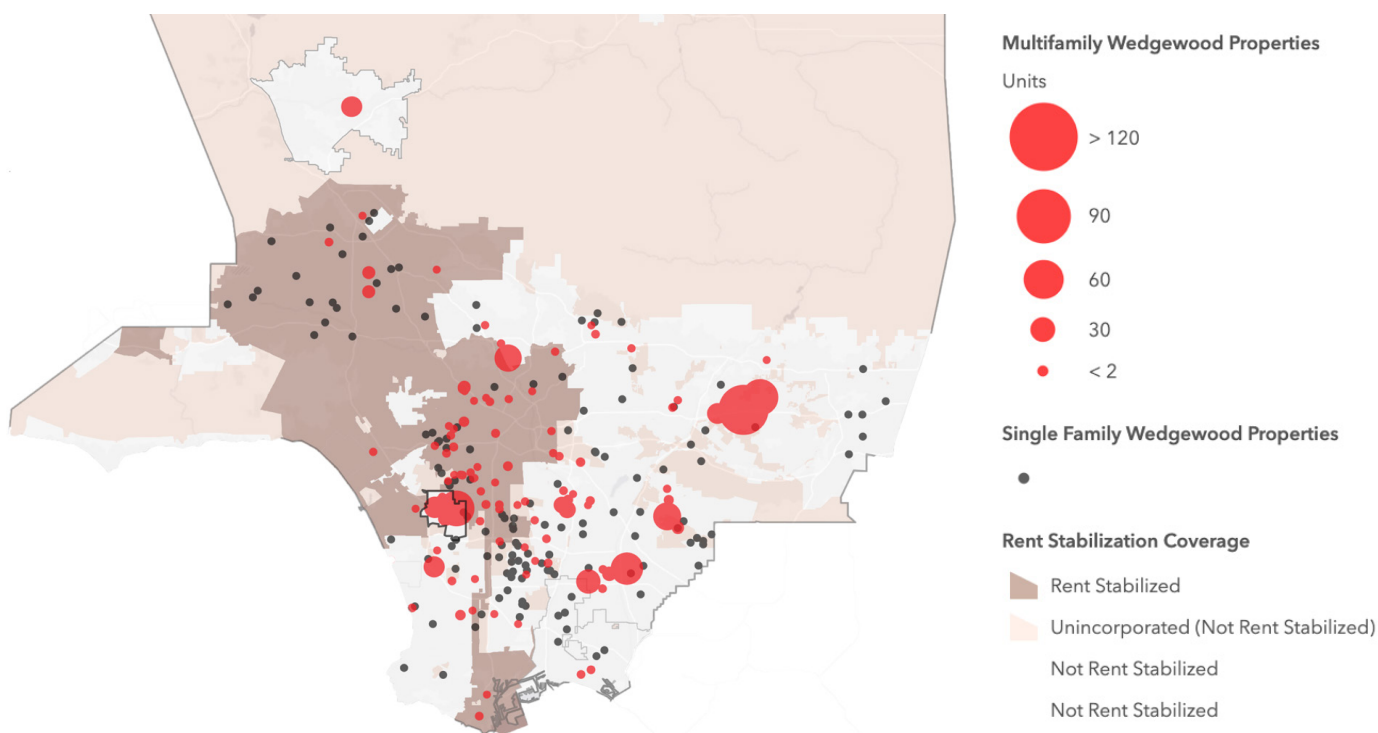 Multifamily Wedgewood Properties
Units
> 120
90
60
30
< 2
Single Family Wedgewood Properties
Rent Stabilization Coverage
Rent Stabilized
Unincorporated (Not Rent Stabilized)
Not Rent Stabilized
Not Rent Stabilized